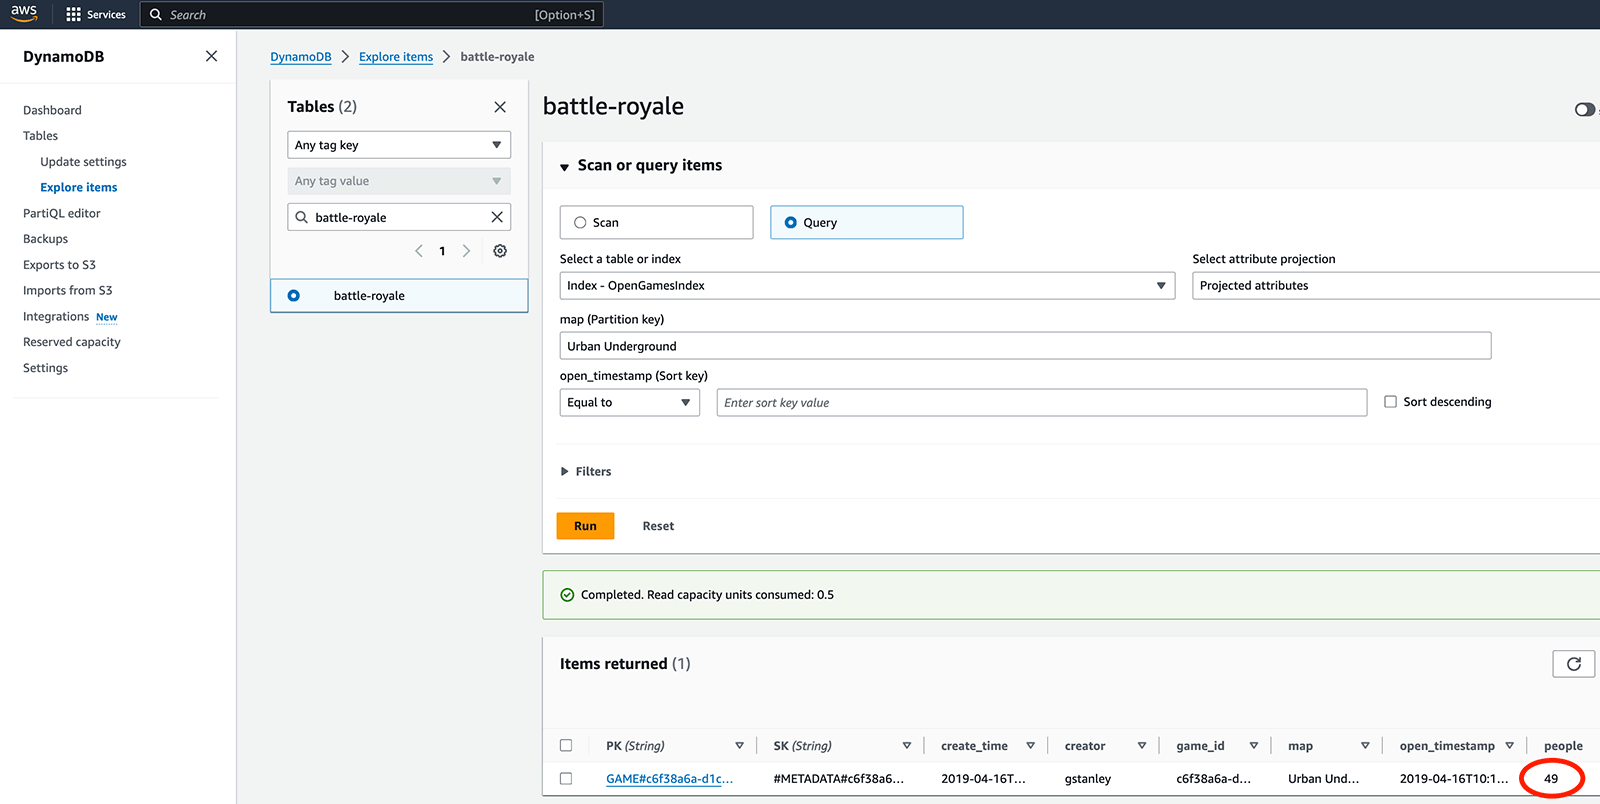 aws Services Search [Option+S]
DynamoDB
Dashboard
Tables
Update settings
Explore items
PartiQL editor
Backups
Exports to S3
Imports from S3
Integrations New
Reserved capacity
Settings
DynamoDB > Explore items > battle-royale
Tables (2)
Any tag key
Any tag value
battle-royale
1
battle-royale
battle-royale
Scan or query items
Scan Query
Select a table or index Select attribute projection
Index - OpenGamesIndex Projected attributes
map (Partition key)
Urban Underground
open_timestamp (Sort key)
Equal to Enter sort key value Sort descending
Filters
Run Reset
Completed. Read capacity units consumed: 0.5
Items returned (1)
PK (String) SK (String) create_time creator game_id map open_timestamp people
GAME#c6f38a6a-d1c... #METADATA#c6f38a6... 2019-04-16T... gstanley c6f38a6a-d... Urban Und... 2019-04-16T10:1... 49